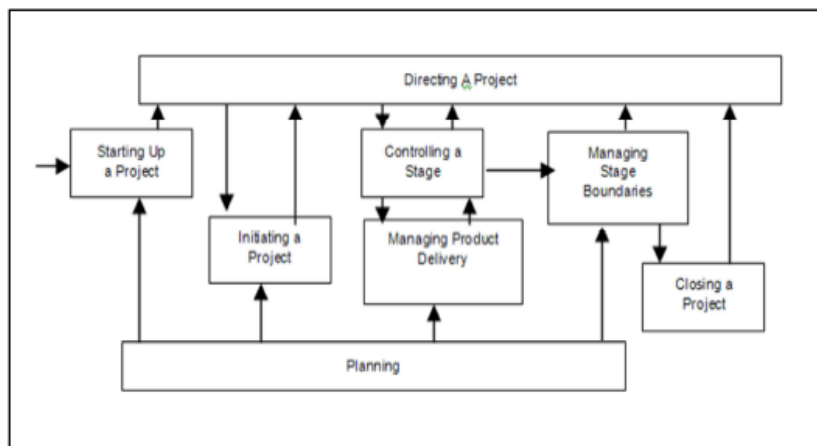 Directing A Project
Starting Up
a Project
Controlling a
Stage
Managing
Stage
Boundaries
Initiating a
Project
Managing Product
Delivery
Closing a
Project
Planning